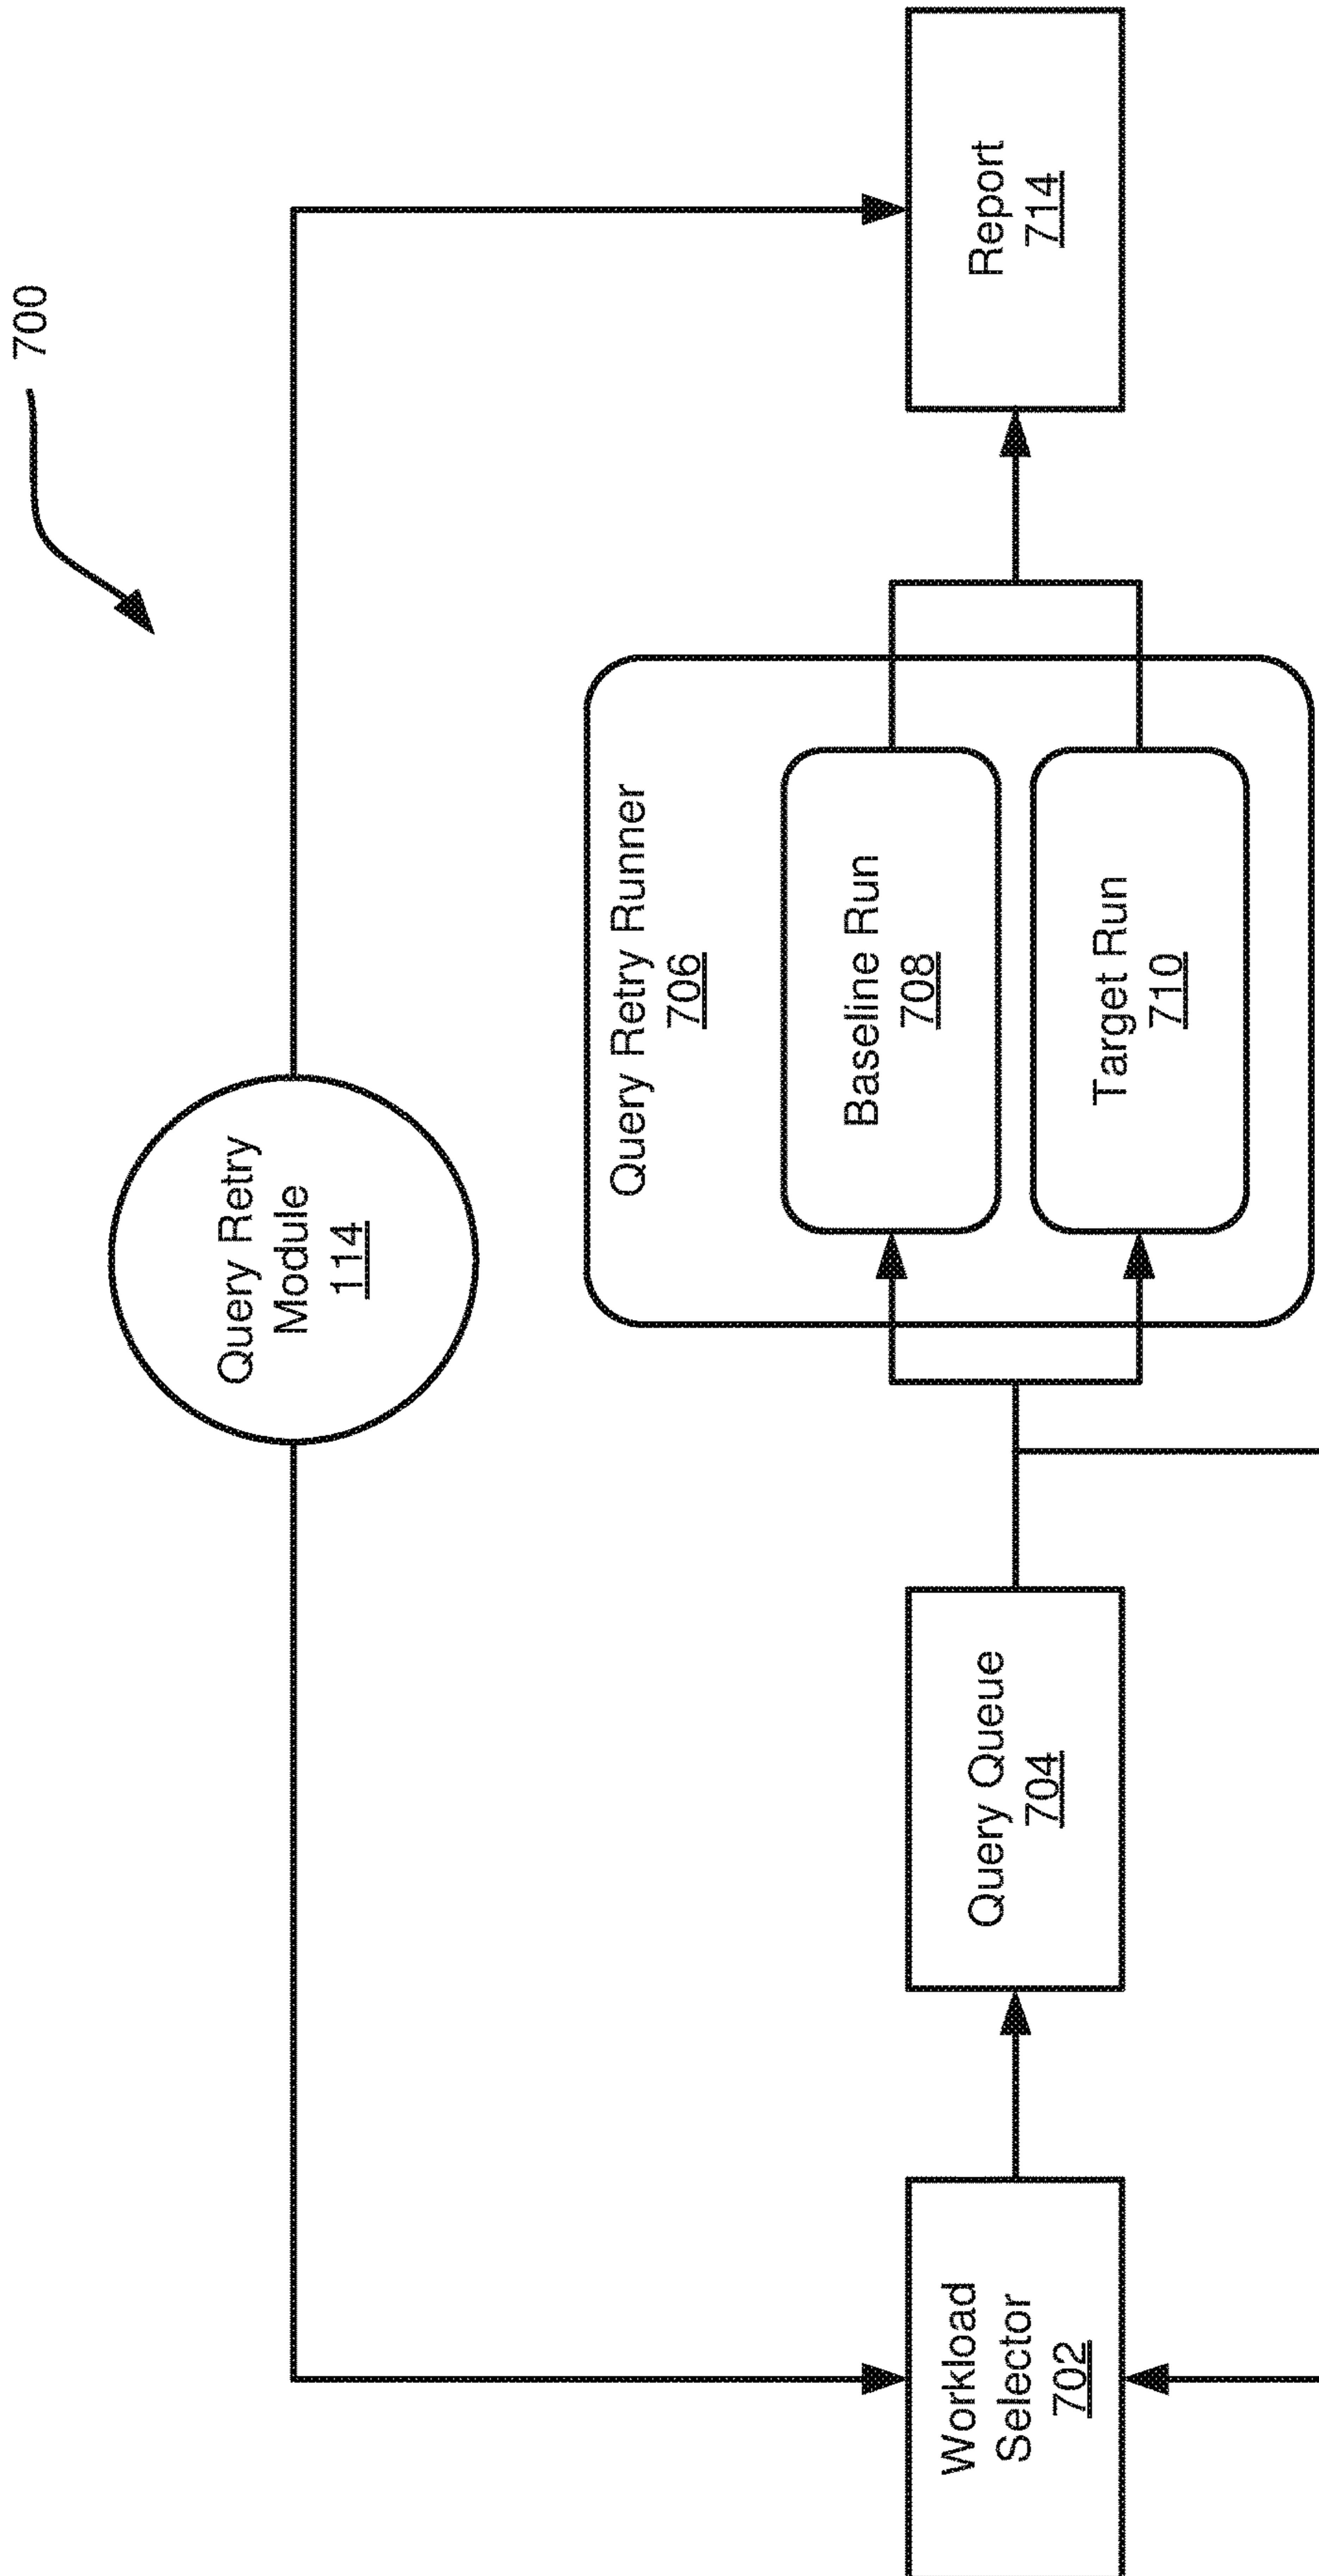 700
Query Retry
Module
114
Query Retry Runner
706
Baseline Run
708
Target Run
710
Workload
Selector
702
Query Queue
704
Report
714